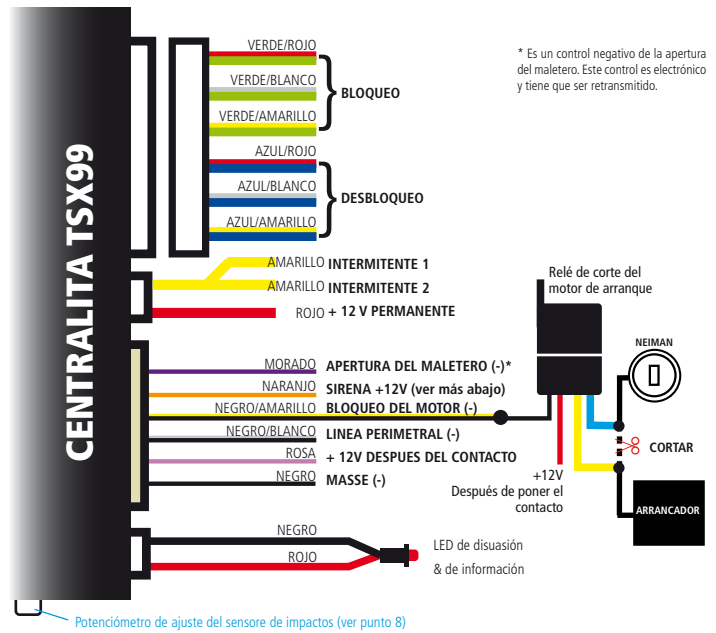 CENTRALITA TSX99
VERDE/ROJO
VERDE/BLANCO
VERDE/AMARILLO
BLOQUEO
AZUL/ROJO
AZUL/BLANCO
AZUL/AMARILLO
DESBLOQUEO
* Es un control negativo de la apertura
del maletero. Este control es electrónico
y tiene que ser retransmitido.
AMARILLO INTERMITENTE 1
AMARILLO INTERMITENTE 2
ROJO + 12 V PERMANENTE
MORADO APERTURA DEL MALETERO (-)*
NARANJO SIRENA +12V (ver más abajo)
NEGRO/AMARILLO BLOQUEO DEL MOTOR (-)
NEGRO/BLANCO LINEA PERIMETRAL (-)
ROSA + 12V DESPUES DEL CONTACTO
NEGRO MASSE (-)
Relé de corte del
motor de arranque
NEIMAN
CORTAR
+12V
Después de poner el
contacto
ARRANCADOR
NEGRO
ROJO
LED de disuasión
& de información
Potenciómetro de ajuste del sensore de impactos (ver punto 8)